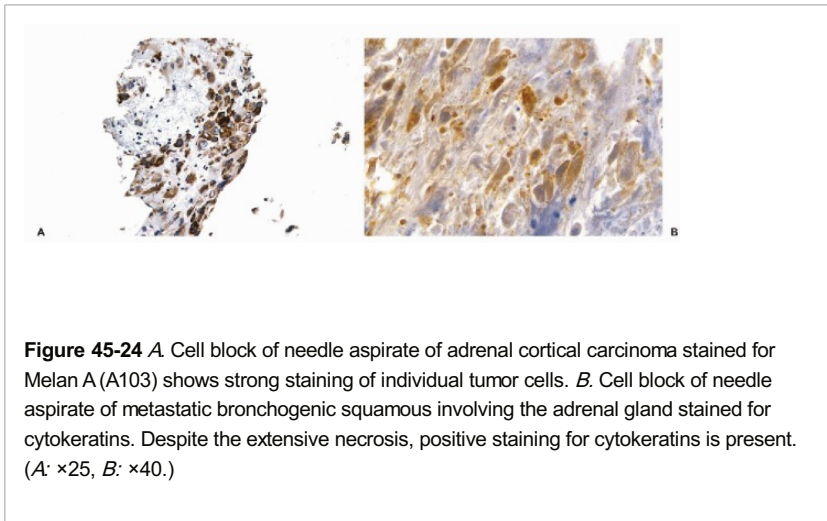 A
B
Figure 45-24 A. Cell block of needle aspirate of adrenal cortical carcinoma stained for
Melan A (A103) shows strong staining of individual tumor cells. B. Cell block of needle
aspirate of metastatic bronchogenic squamous involving the adrenal gland stained for
cytokeratins. Despite the extensive necrosis, positive staining for cytokeratins is present.
(A: ×25, B: ×40.)